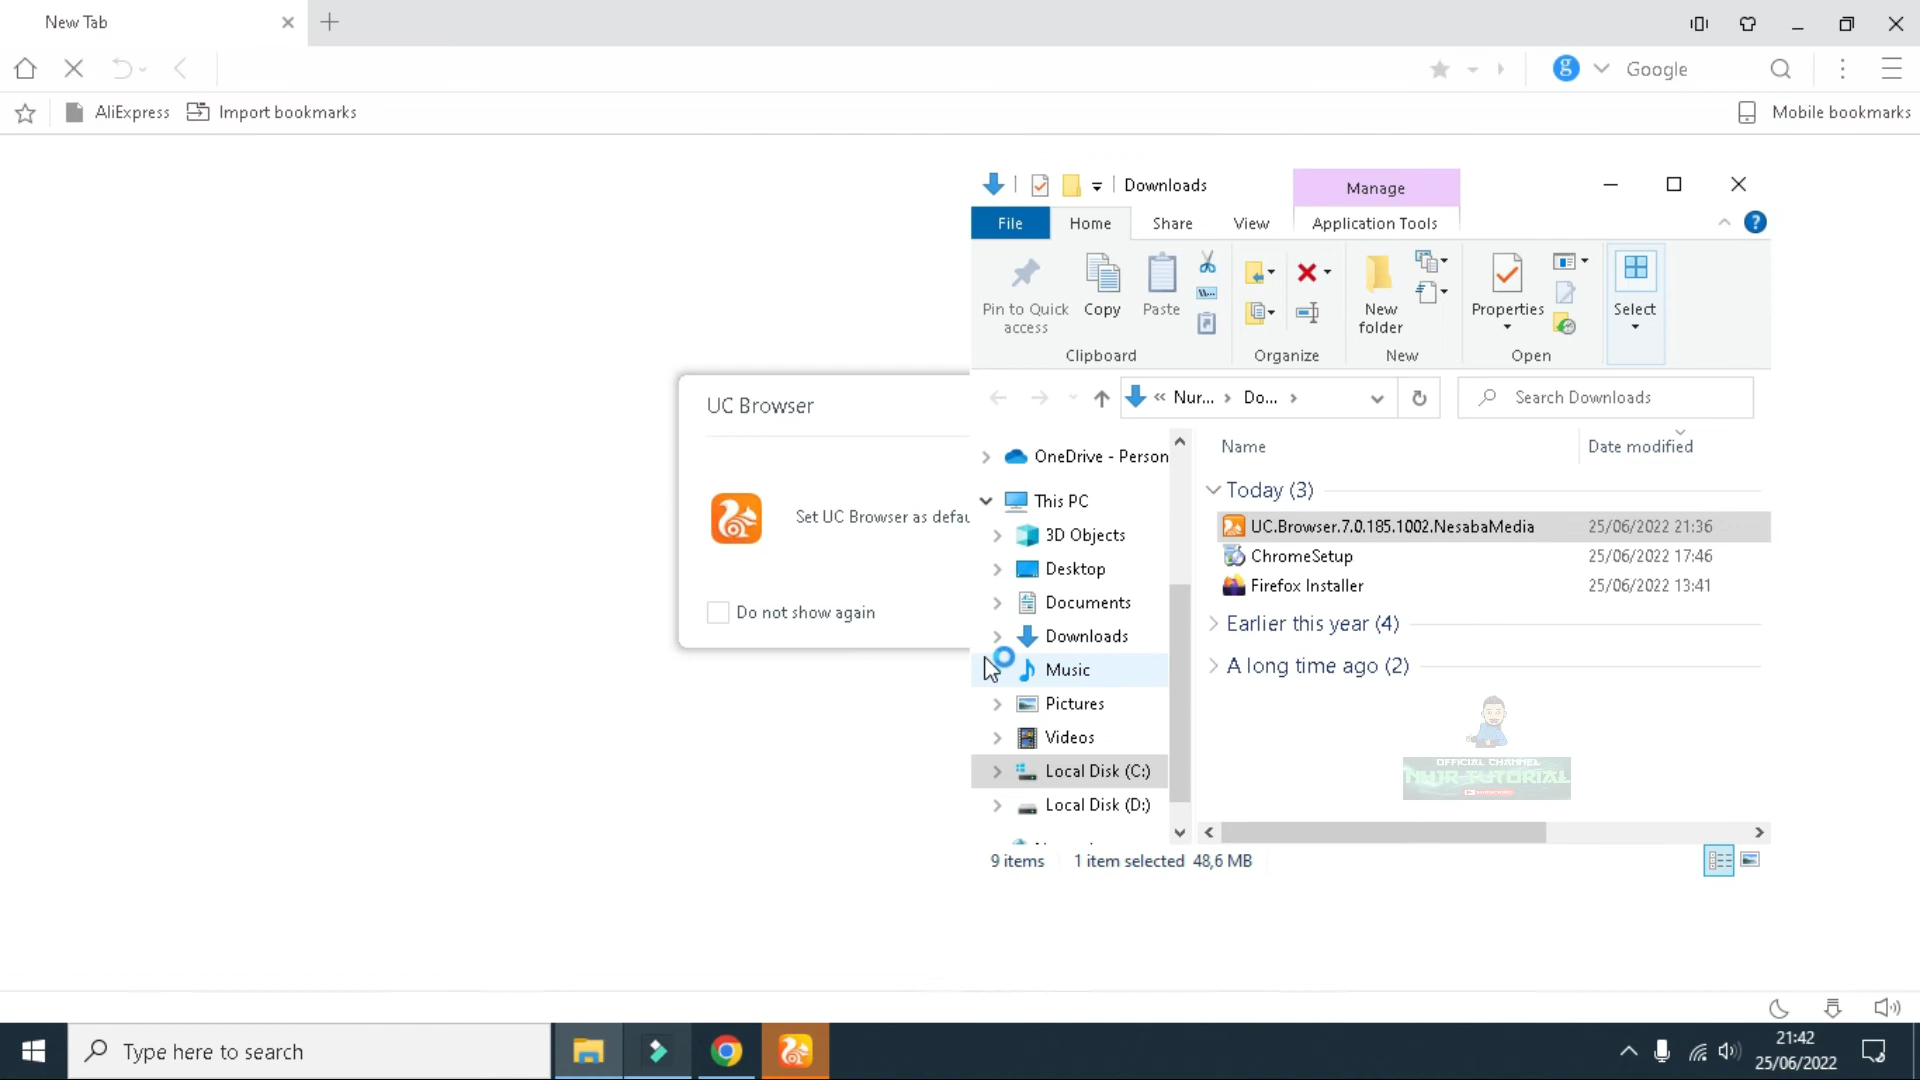 New Tab
Google
AliExpress
Import bookmarks
Mobile bookmarks
Downloads
Manage
File
Home
Share
View
Application Tools
Pin to Quick access
Copy
Paste
New folder
Properties
Select
Clipboard
Organize
New
Open
« Nur... › Do... ›
Search Downloads
UC Browser
Set UC Browser as defau
Do not show again
OneDrive - Person
This PC
3D Objects
Desktop
Documents
Downloads
Music
Pictures
Videos
Local Disk (C:)
Local Disk (D:)
Name
Date modified
Today (3)
UC.Browser.7.0.185.1002.NesabaMedia 25/06/2022 21:36
ChromeSetup 25/06/2022 17:46
Firefox Installer 25/06/2022 13:41
Earlier this year (4)
A long time ago (2)
OFFICIAL CHANNEL
9 items
1 item selected 48,6 MB
Type here to search
21:42
25/06/2022